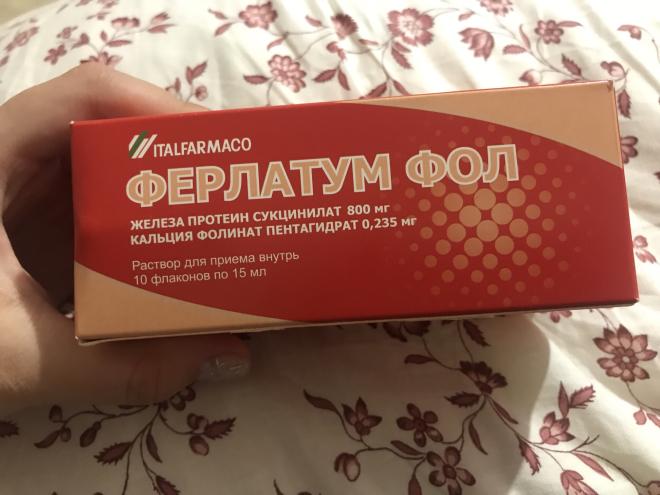 ITALFARMACO
ФЕРЛАТУМ ФОЛ
ЖЕЛЕЗА ПРОТЕИН СУКЦИНИЛАТ 800 мг
КАЛЬЦИЯ ФОЛИНАТ ПЕНТАГИДРАТ 0,235 мг
Раствор для приема внутрь
10 флаконов по 15 мл